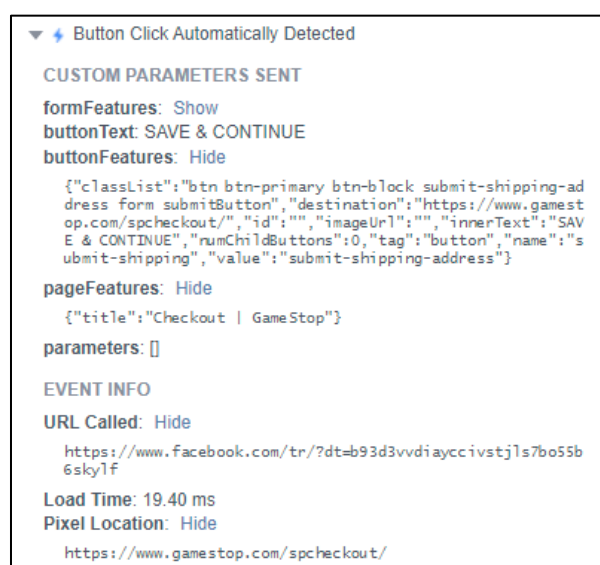 Button Click Automatically Detected
CUSTOM PARAMETERS SENT
formFeatures: Show
buttonText: SAVE & CONTINUE
buttonFeatures: Hide
{"classList":"btn btn-primary btn-block submit-shipping-ad
dress form submitButton","destination":"https://www.gamest
op.com/spcheckout/","id":"","imageUrl":"","innerText":"SAV
E & CONTINUE","numChildButtons":0,"tag":"button","name":"s
ubmit-shipping","value":"submit-shipping-address"}
pageFeatures: Hide
{"title":"Checkout | GameStop"}
parameters: []
EVENT INFO
URL Called: Hide
https://www.facebook.com/tr/?dt=b93d3vvdiayccivstjls7bo55b
6skylf
Load Time: 19.40 ms
Pixel Location: Hide
https://www.gamestop.com/spcheckout/